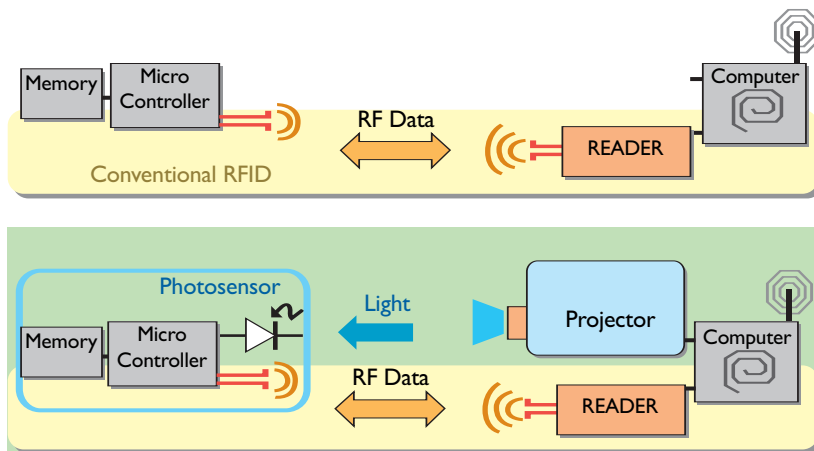 Memory
Micro
Controller
RF Data
READER
Computer
Conventional RFID
Photosensor
Light
Projector
Memory
Micro
Controller
Computer
RF Data
READER